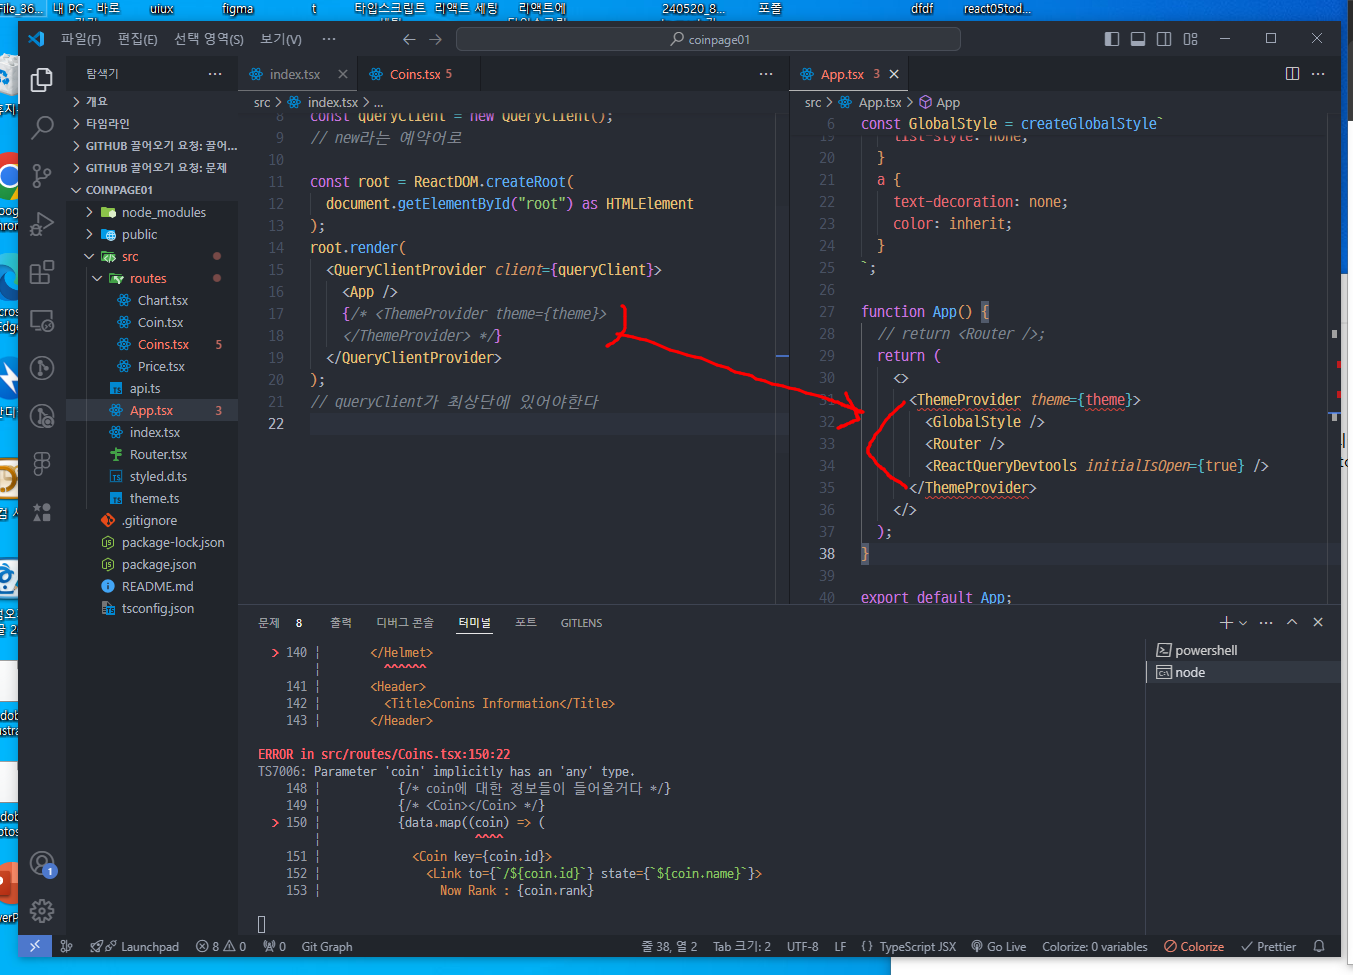 내 PC - 바로
uiux
figma
t
타입스크립트
리액트 세팅
리액트에
240520_8...
포폴
dfdf
react05tod...
파일(F)
편집(E)
선택 영역(S)
보기(V)
coinpage01
탐색기
개요
타임라인
GITHUB 끌어오기 요청: 끌어...
GITHUB 끌어오기 요청: 문제
COINPAGE01
node_modules
public
src
routes
Chart.tsx
Coin.tsx
Coins.tsx 5
Price.tsx
api.ts
App.tsx 3
index.tsx
Router.tsx
styled.d.ts
theme.ts
.gitignore
package-lock.json
package.json
README.md
tsconfig.json
index.tsx
Coins.tsx 5
src > index.tsx > ...
8 const queryClient = new QueryClient();
9 // new라는 예약어로
10
11 const root = ReactDOM.createRoot(
12 document.getElementById("root") as HTMLElement
13 );
14 root.render(
15 <QueryClientProvider client={queryClient}>
16 <App />
17 {/* <ThemeProvider theme={theme}>
18 </ThemeProvider> */}
19 </QueryClientProvider>
20 );
21 // queryClient가 최상단에 있어야한다
22
App.tsx 3
src > App.tsx > App
6 const GlobalStyle = createGlobalStyle`
19 list-style: none;
20 }
21 a {
22 text-decoration: none;
23 color: inherit;
24 }
25 `;
26
27 function App() {
28 // return <Router />;
29 return (
30 <>
31 <ThemeProvider theme={theme}>
32 <GlobalStyle />
33 <Router />
34 <ReactQueryDevtools initialIsOpen={true} />
35 </ThemeProvider>
36 </>
37 );
38 }
39
40 export default App;
문제 8
출력
디버그 콘솔
터미널
포트
GITLENS
powershell
node
> 140 | </Helmet>
| ^^^^^^
141 | <Header>
142 | <Title>Conins Information</Title>
143 | </Header>
ERROR in src/routes/Coins.tsx:150:22
TS7006: Parameter 'coin' implicitly has an 'any' type.
148 | {/* coin에 대한 정보들이 들어올거다 */}
149 | {/* <Coin></Coin> */}
> 150 | {data.map((coin) => (
| ^^^^
151 | <Coin key={coin.id}>
152 | <Link to={`/${coin.id}`} state={`${coin.name}`}>
153 | Now Rank : {coin.rank}
1
Launchpad
8 0
0
Git Graph
줄 38, 열 2
Tab 크기: 2
UTF-8
LF
{ } TypeScript JSX
Go Live
Colorize: 0 variables
Colorize
Prettier